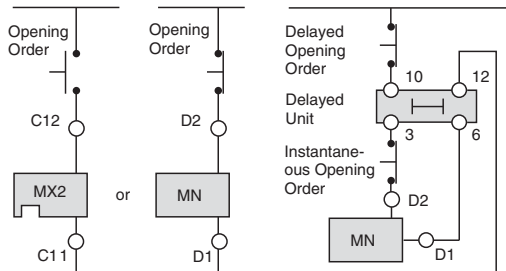 Opening
Order
C12
MX2
C11
or
Opening
Order
D2
MN
D1
Delayed
Opening
Order
10
12
Delayed
Unit
3
6
Instantane-
ous Opening
Order
D2
MN
D1